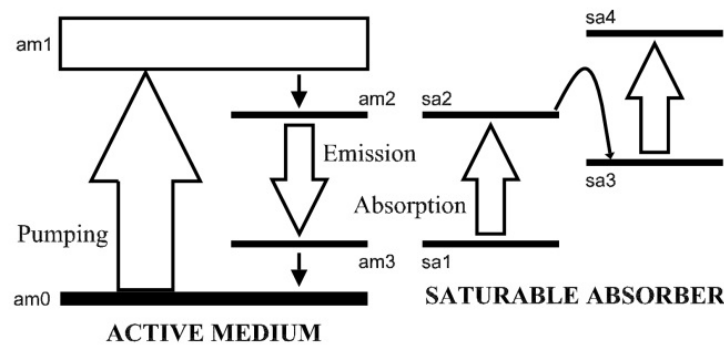 sa4
am1
am2
sa2
Emission
sa3
Absorption
Pumping
am3
sa1
am0
SATURABLE ABSORBER
ACTIVE MEDIUM